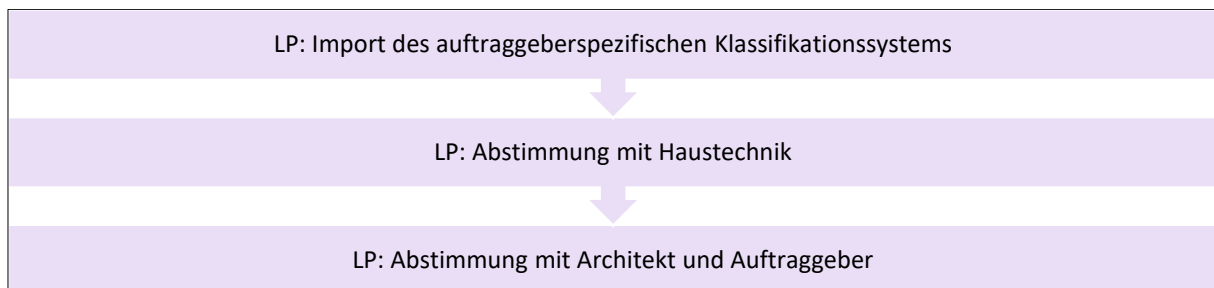 LP: Import des auftraggeberspezifischen Klassifikationssystems
LP: Abstimmung mit Haustechnik
LP: Abstimmung mit Architekt und Auftraggeber